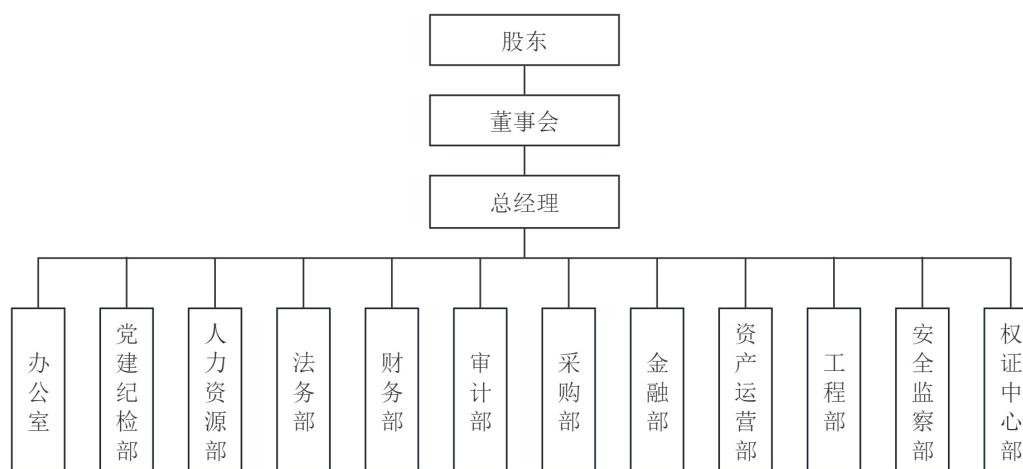 股东
董事会
总经理
办公室
党建纪检部
人力资源部
法务部
财务部
审计部
采购部
金融部
资产运营部
工程部
安全监察部
权证中心部